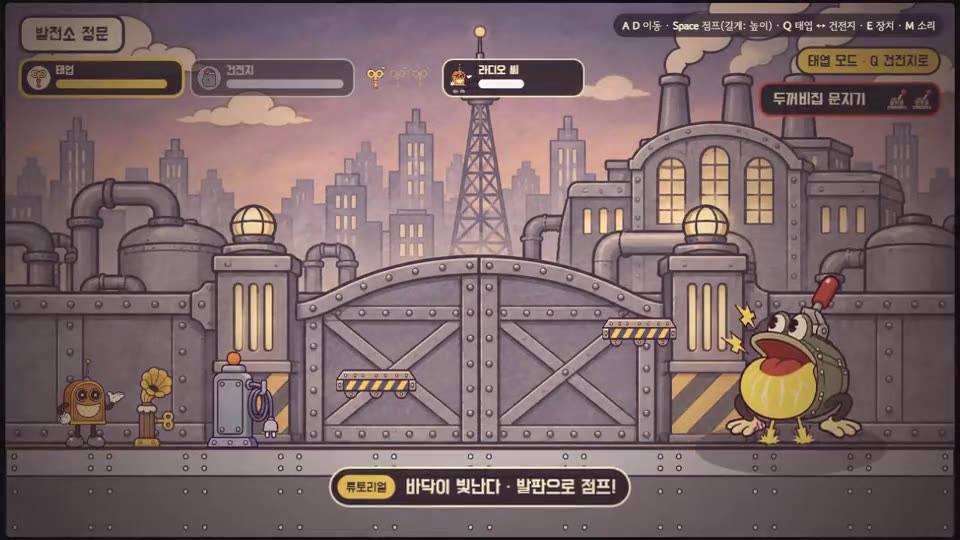 발전소 정문
A D 이동 · Space 점프(길게: 높이) · Q 태엽 ↔ 건전지 · E 장치 · M 소리
태엽
건전지
라디오 씨
태엽 모드 · Q 건전지로
두꺼비집 문지기
튜토리얼 바닥이 빛난다 · 발판으로 점프!